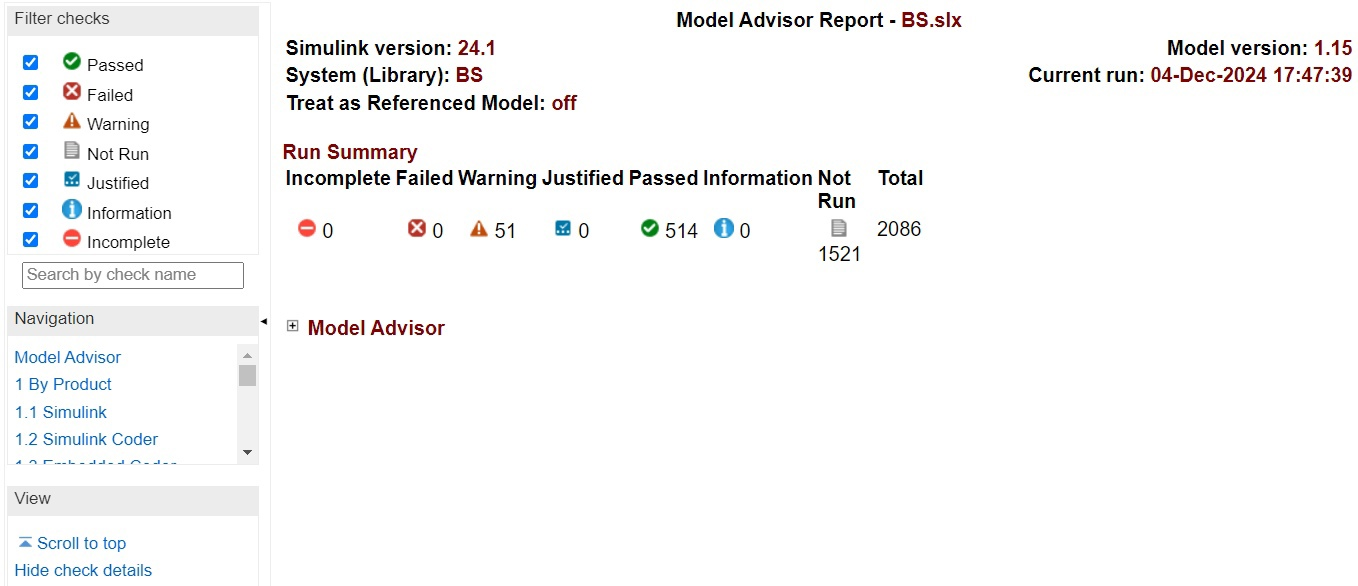 Filter checks
Passed
Failed
Warning
Not Run
Justified
Information
Incomplete
Search by check name
Navigation
Model Advisor
1 By Product
1.1 Simulink
1.2 Simulink Coder
1.3 Embedded Coder
View
Scroll to top
Hide check details
Model Advisor Report - BS.slx
Simulink version: 24.1 Model version: 1.15
System (Library): BS Current run: 04-Dec-2024 17:47:39
Treat as Referenced Model: off
Run Summary
Incomplete Failed Warning Justified Passed Information Not Run Total
0 0 51 0 514 0 1521 2086
Model Advisor